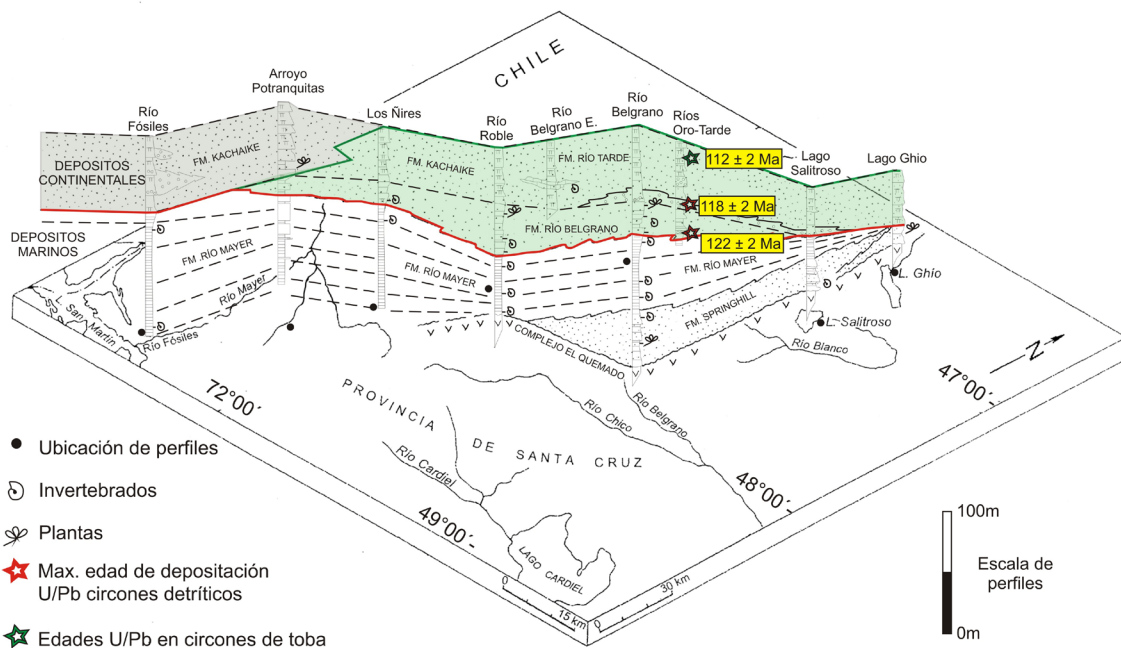 CHILE
Arroyo
Potranquitas
Río
Fósiles
Los Ñires
Río
Roble
Río
Belgrano E.
Río
Belgrano
Ríos
Oro-Tarde
Lago
Salitroso
Lago Ghio
DEPOSITOS
CONTINENTALES
FM. KACHAIKE
FM. KACHAIKE
FM. RÍO TARDE
112 ± 2 Ma
118 ± 2 Ma
122 ± 2 Ma
FM. RÍO BELGRANO
DEPOSITOS
MARINOS
FM .RÍO MAYER
FM. RÍO MAYER
FM. RÍO MAYER
FM. SPRINGHILL
COMPLEJO EL QUEMADO
L. Ghío
L. Salitroso
Río Blanco
Río Mayer
San Martín
Río Fósiles
N
72°00´
47°00´-
48°00´-
49°00´-
PROVINCIA
DE SANTA CRUZ
Río Belgrano
Río Chico
Río Cardiel
LAGO CARDIEL
0
15 km
0
30 km
Ubicación de perfiles
Invertebrados
Plantas
Max. edad de depositación
U/Pb circones detríticos
Edades U/Pb en circones de toba
100m
Escala de
perfiles
0m